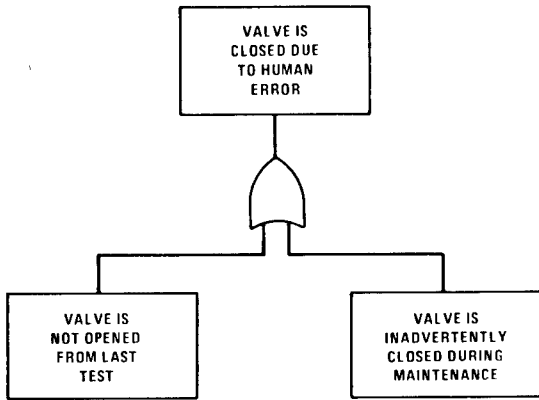 VALVE IS
CLOSED DUE
TO HUMAN
ERROR
VALVE IS
NOT OPENED
FROM LAST
TEST
VALVE IS
INADVERTENTLY
CLOSED DURING
MAINTENANCE